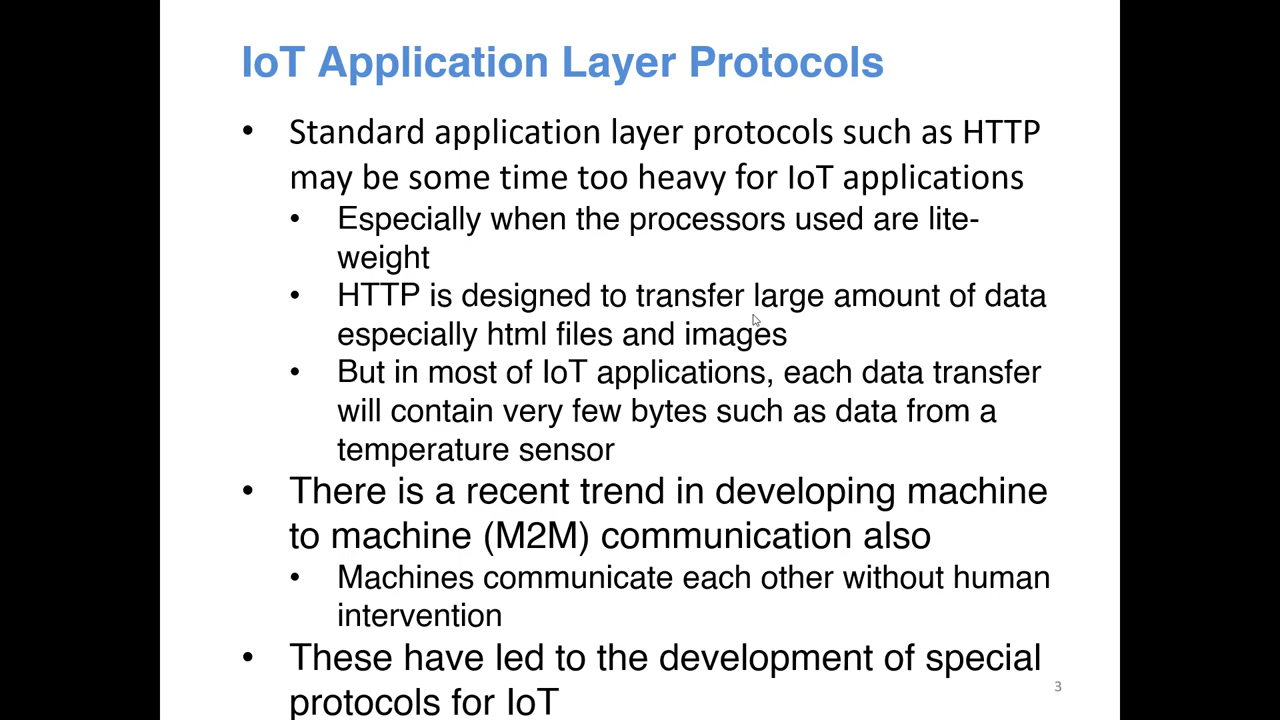 IoT Application Layer Protocols
• Standard application layer protocols such as HTTP
may be some time too heavy for IoT applications
• Especially when the processors used are lite-
weight
• HTTP is designed to transfer large amount of data
especially html files and images
• But in most of IoT applications, each data transfer
will contain very few bytes such as data from a
temperature sensor
• There is a recent trend in developing machine
to machine (M2M) communication also
• Machines communicate each other without human
intervention
• These have led to the development of special
protocols for IoT
3